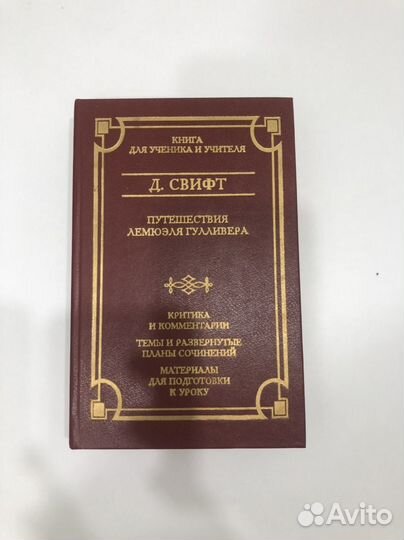 КНИГА
ДЛЯ УЧЕНИКА И УЧИТЕЛЯ
Д. СВИФТ
ПУТЕШЕСТВИЯ
ЛЕМЮЭЛЯ ГУЛЛИВЕРА
КРИТИКА
И КОММЕНТАРИИ
ТЕМЫ И РАЗВЕРНУТЫЕ
ПЛАНЫ СОЧИНЕНИЙ
МАТЕРИАЛЫ
ДЛЯ ПОДГОТОВКИ
К УРОКУ
Avito